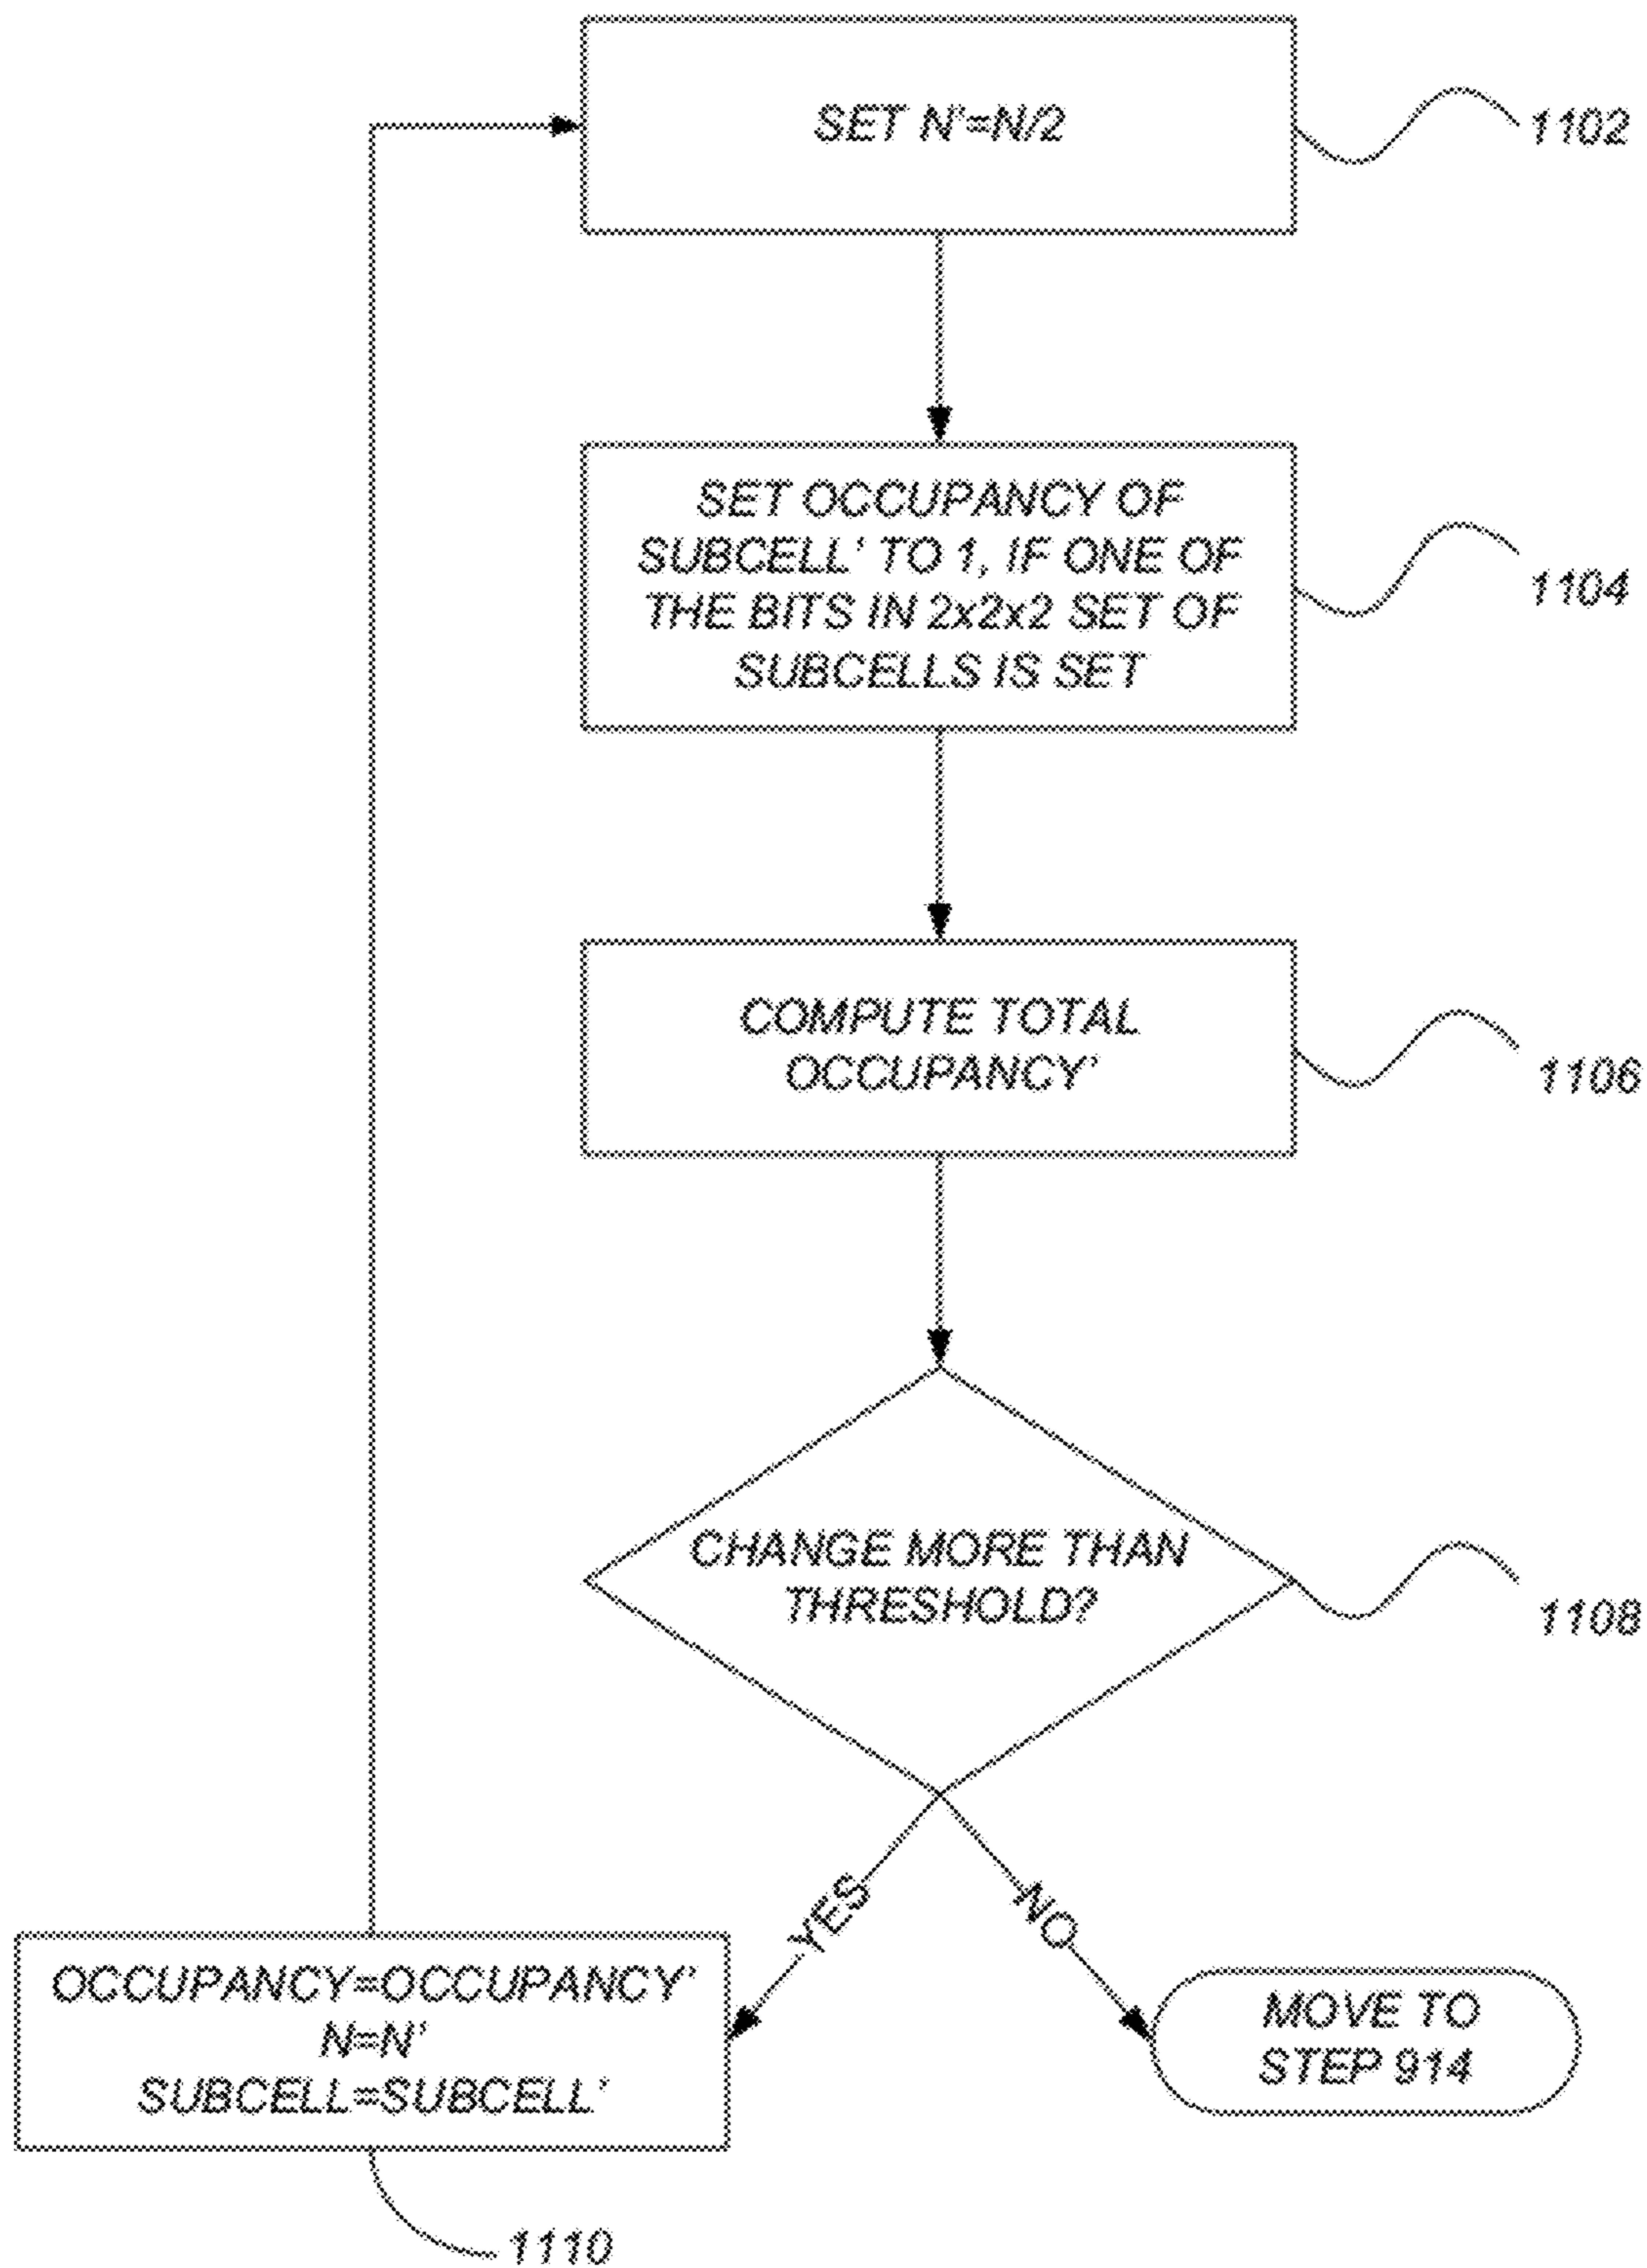 SET N'=N/2
1102
SET OCCUPANCY OF
SUBCELL' TO 1, IF ONE OF
THE BITS IN 2x2x2 SET OF
SUBCELLS IS SET
1104
COMPUTE TOTAL
OCCUPANCY'
1106
CHANGE MORE THAN
THRESHOLD?
1108
YES
NO
OCCUPANCY=OCCUPANCY'
N=N'
SUBCELL=SUBCELL'
MOVE TO
STEP 914
1110